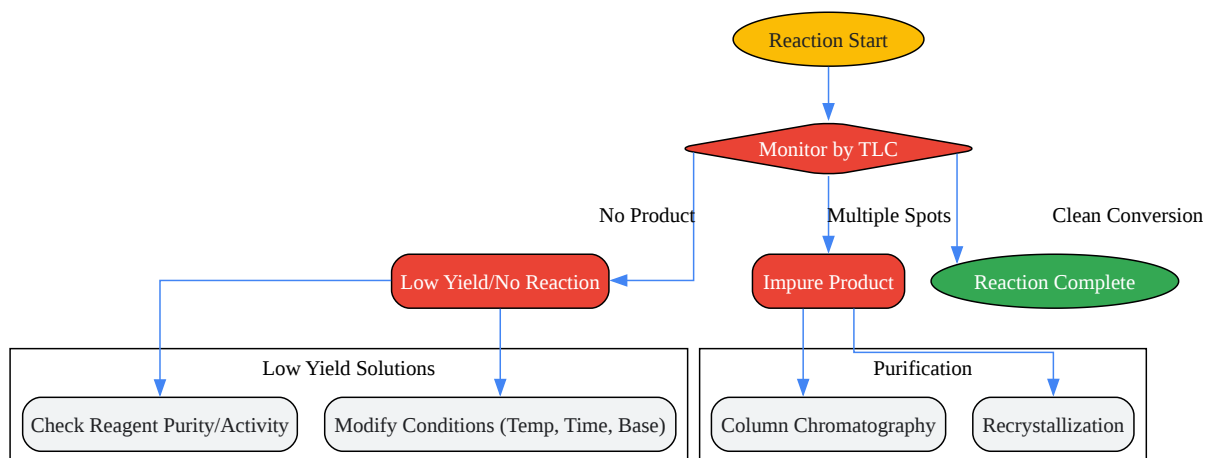 Reaction Start
Monitor by TLC
No Product
Multiple Spots
Clean Conversion
Low Yield/No Reaction
Impure Product
Reaction Complete
Low Yield Solutions
Purification
Check Reagent Purity/Activity
Modify Conditions (Temp, Time, Base)
Column Chromatography
Recrystallization